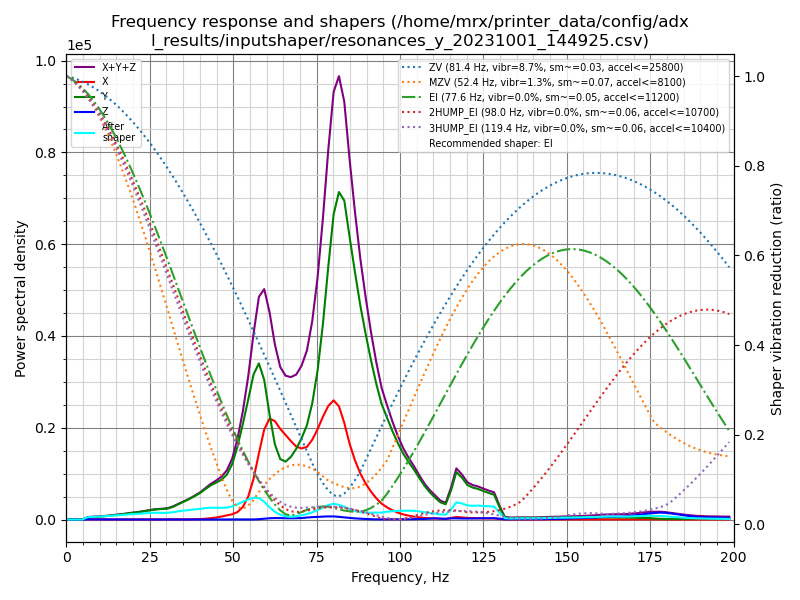 Frequency response and shapers (/home/mrx/printer_data/config/adx
l_results/inputshaper/resonances_y_20231001_144925.csv)
1e5
X+Y+Z
X
Y
Z
After
shaper
ZV (81.4 Hz, vibr=8.7%, sm~=0.03, accel<=25800)
MZV (52.4 Hz, vibr=1.3%, sm~=0.07, accel<=8100)
EI (77.6 Hz, vibr=0.0%, sm~=0.05, accel<=11200)
2HUMP_EI (98.0 Hz, vibr=0.0%, sm~=0.06, accel<=10700)
3HUMP_EI (119.4 Hz, vibr=0.0%, sm~=0.06, accel<=10400)
Recommended shaper: EI
Power spectral density
1.0
0.8
0.6
0.4
0.2
0.0
1.0
0.8
0.6
0.4
0.2
0.0
Shaper vibration reduction (ratio)
0 25 50 75 100 125 150 175 200
Frequency, Hz